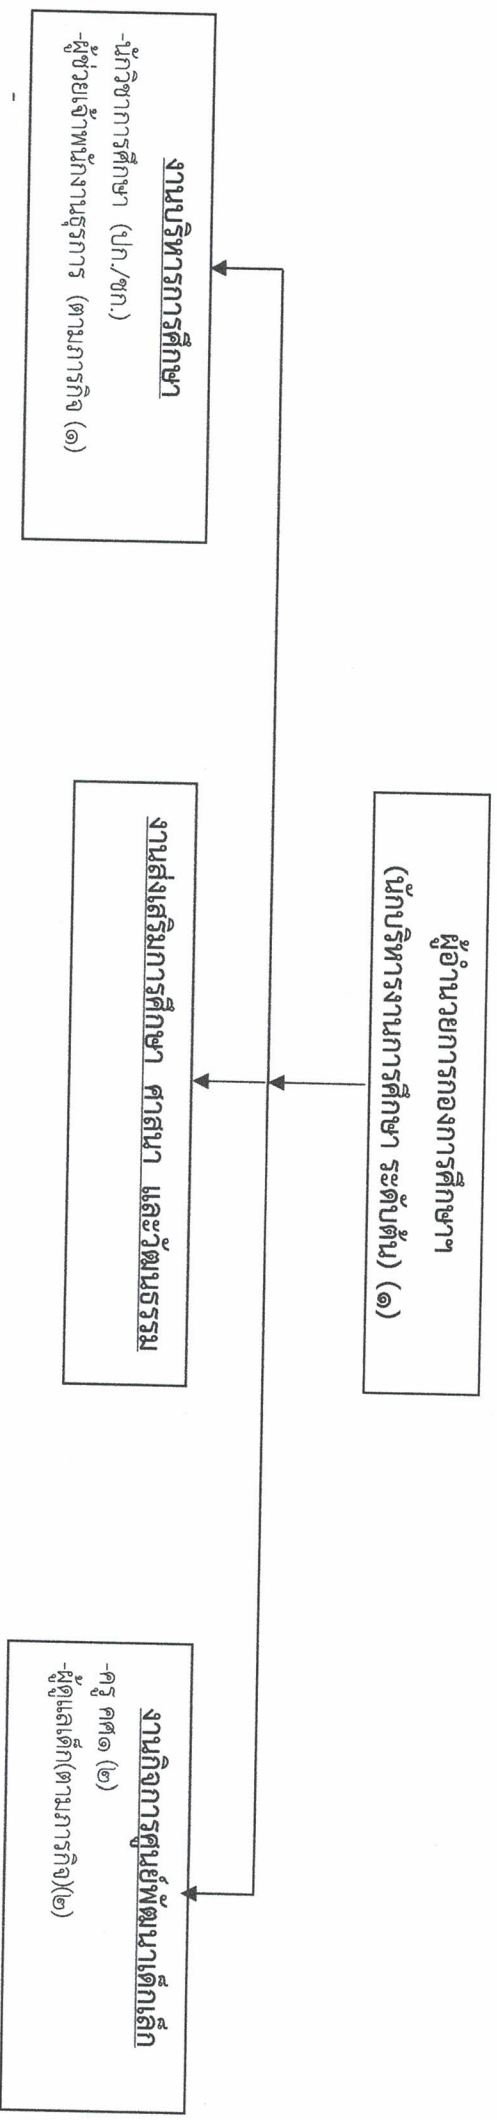 ผู้อำนวยการกองการศึกษาฯ
(นักบริหารงานการศึกษา ระดับต้น) (๑)
งานบริหารการศึกษา
-นักวิชาการศึกษา (ปก./ชก.)
-ผู้ช่วยเจ้าพนักงานธุรการ (ตามภารกิจ (๑)
-
งานส่งเสริมการศึกษา ศาสนา และวัฒนธรรม
งานกิจการศูนย์พัฒนาเด็กเล็ก
-ครู คศ๑ (๒)
-ผู้ดูแลเด็ก(ตามภารกิจ)(๒)